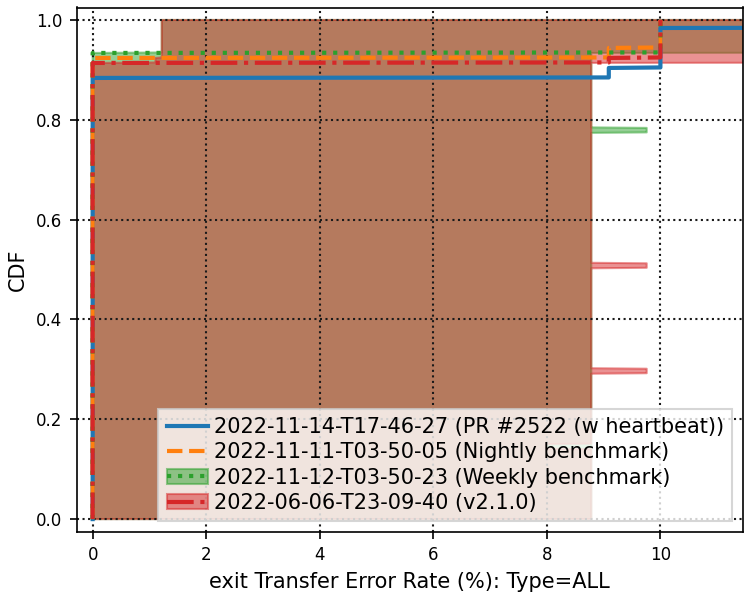 1.0
0.8
0.6
0.4
0.2
0.0
CDF
2022-11-14-T17-46-27 (PR #2522 (w heartbeat))
2022-11-11-T03-50-05 (Nightly benchmark)
2022-11-12-T03-50-23 (Weekly benchmark)
2022-06-06-T23-09-40 (v2.1.0)
0 2 4 6 8 10
exit Transfer Error Rate (%): Type=ALL